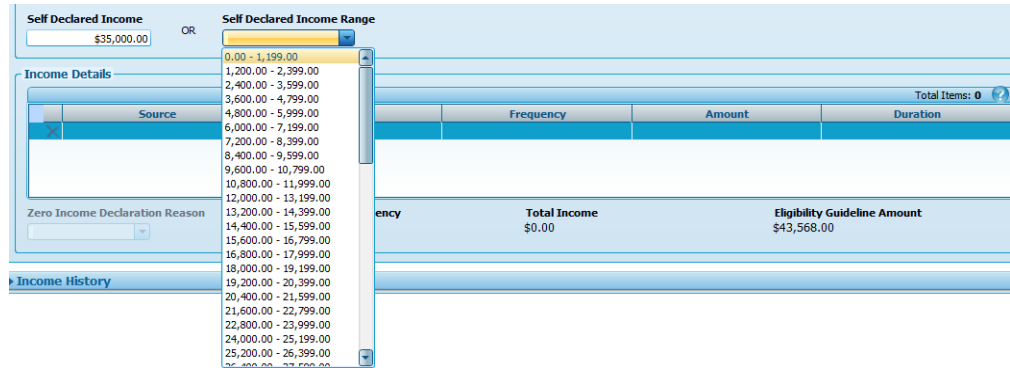 Self Declared Income
OR
Self Declared Income Range
$35,000.00
0.00 - 1,199.00
1,200.00 - 2,399.00
2,400.00 - 3,599.00
3,600.00 - 4,799.00
4,800.00 - 5,999.00
6,000.00 - 7,199.00
7,200.00 - 8,399.00
8,400.00 - 9,599.00
9,600.00 - 10,799.00
10,800.00 - 11,999.00
12,000.00 - 13,199.00
13,200.00 - 14,399.00
14,400.00 - 15,599.00
15,600.00 - 16,799.00
16,800.00 - 17,999.00
18,000.00 - 19,199.00
19,200.00 - 20,399.00
20,400.00 - 21,599.00
21,600.00 - 22,799.00
22,800.00 - 23,999.00
24,000.00 - 25,199.00
25,200.00 - 26,399.00
Income Details
Total Items: 0 ?
Source Frequency Amount Duration
Zero Income Declaration Reason
ency
Total Income
$0.00
Eligibility Guideline Amount
$43,568.00
Income History